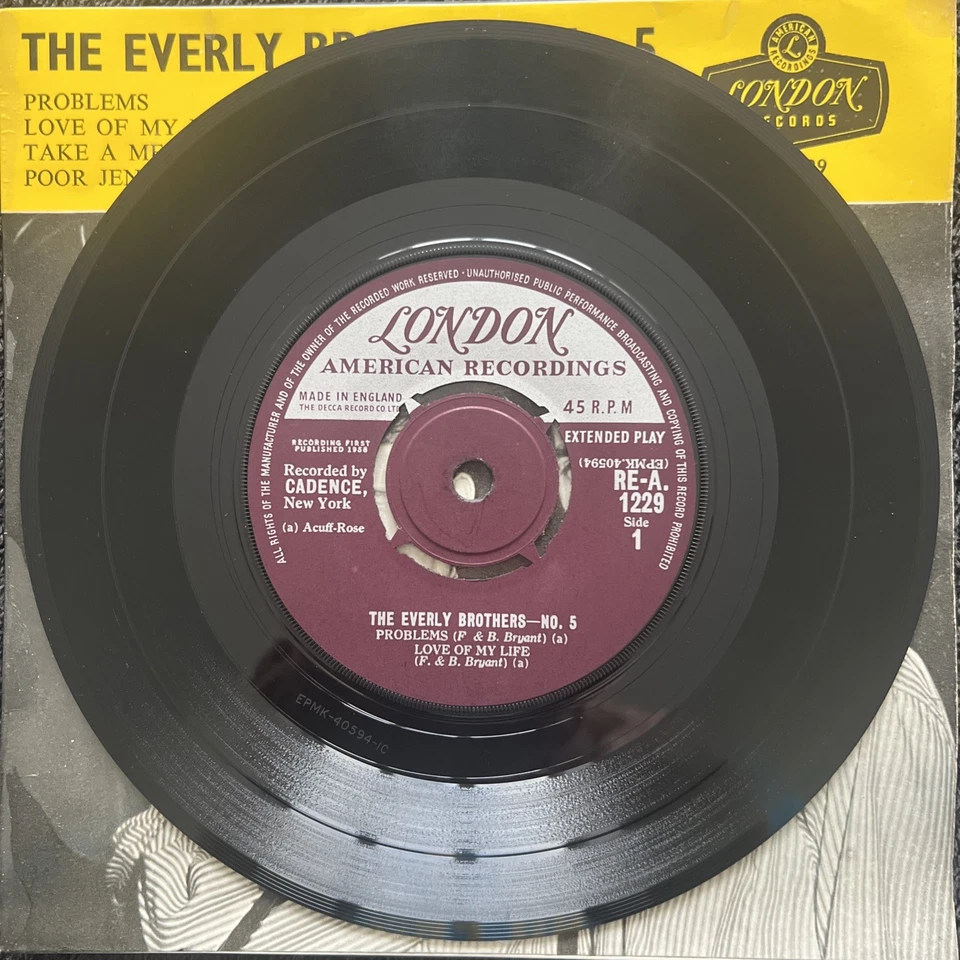 THE EVERLY 5
PROBLEMS
LOVE OF MY
TAKE A
POOR
AMERICAN
L
RECORDINGS
LONDON
RECORDS
ALL RIGHTS OF THE MANUFACTURER AND OF THE OWNER OF THE RECORDED WORK RESERVED · UNAUTHORISED PUBLIC PERFORMANCE BROADCASTING AND COPYING OF THIS RECORD PROHIBITED
LONDON
AMERICAN RECORDINGS
MADE IN ENGLAND
THE DECCA RECORD CO. LTD
45 R.P.M
RECORDING FIRST
PUBLISHED 1958
Recorded by
CADENCE,
New York
(a) Acuff-Rose
EXTENDED PLAY
(EPMK.40594)
RE-A.
1229
Side
1
THE EVERLY BROTHERS—NO. 5
PROBLEMS (F & B. Bryant) (a)
LOVE OF MY LIFE
(F. & B. Bryant) (a)
EPMK-40594-1C